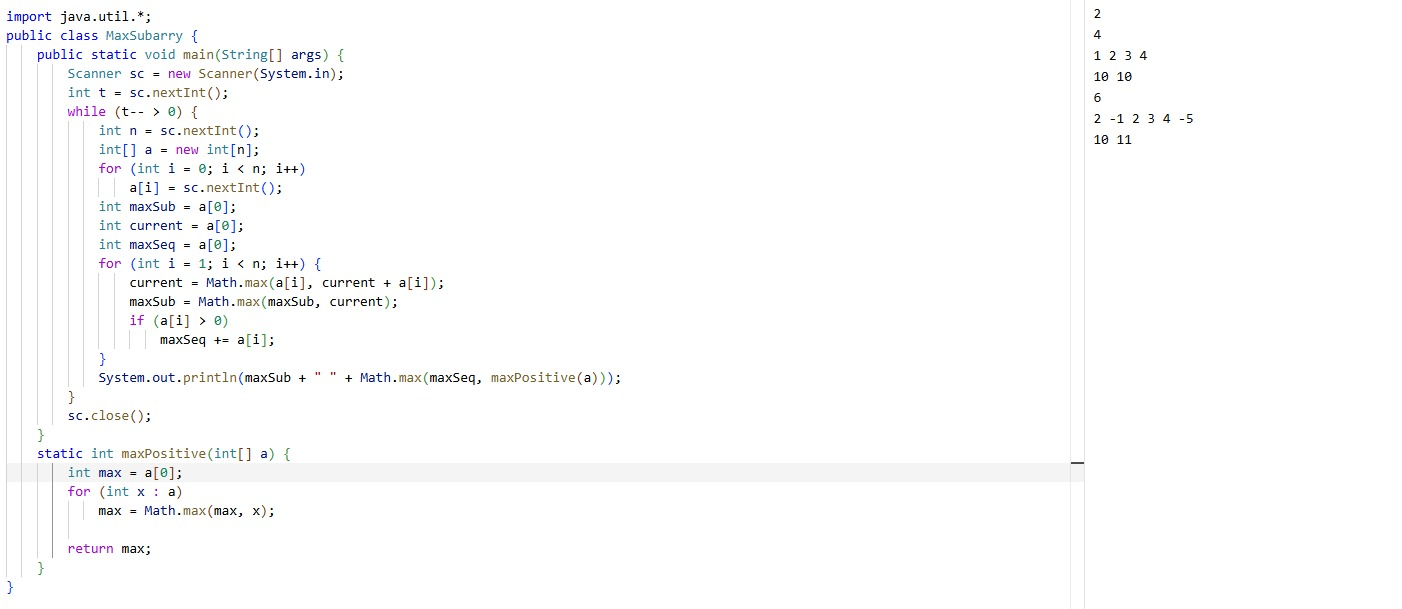 import java.util.*;
public class MaxSubarry {
    public static void main(String[] args) {
        Scanner sc = new Scanner(System.in);
        int t = sc.nextInt();
        while (t-- > 0) {
            int n = sc.nextInt();
            int[] a = new int[n];
            for (int i = 0; i < n; i++)
                a[i] = sc.nextInt();
            int maxSub = a[0];
            int current = a[0];
            int maxSeq = a[0];
            for (int i = 1; i < n; i++) {
                current = Math.max(a[i], current + a[i]);
                maxSub = Math.max(maxSub, current);
                if (a[i] > 0)
                    maxSeq += a[i];
            }
            System.out.println(maxSub + " " + Math.max(maxSeq, maxPositive(a)));
        }
        sc.close();
    }
    static int maxPositive(int[] a) {
        int max = a[0];
        for (int x : a)
            max = Math.max(max, x);

        return max;
    }
}
2
4
1 2 3 4
10 10
6
2 -1 2 3 4 -5
10 11